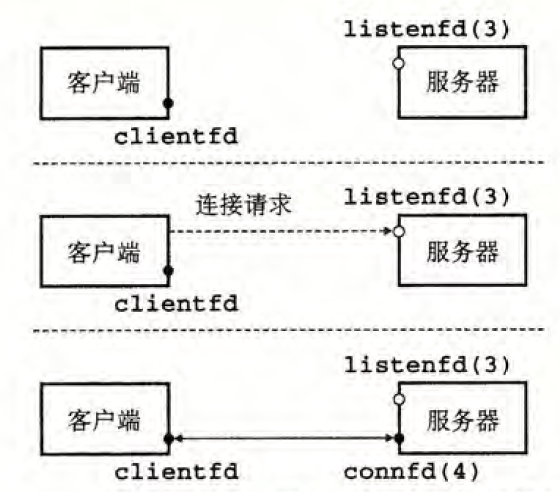 listenfd(3)
客户端
服务器
clientfd
连接请求
listenfd(3)
客户端
服务器
clientfd
listenfd(3)
客户端
服务器
clientfd
connfd(4)